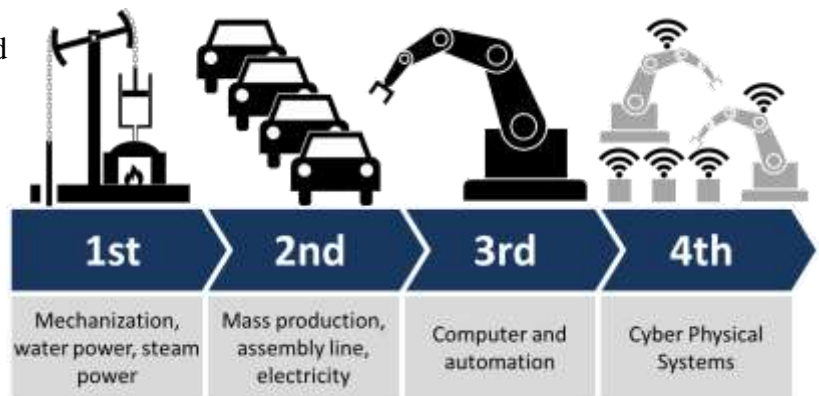 d
1st
2nd
3rd
4th
Mechanization,
water power, steam
power
Mass production,
assembly line,
electricity
Computer and
automation
Cyber Physical
Systems